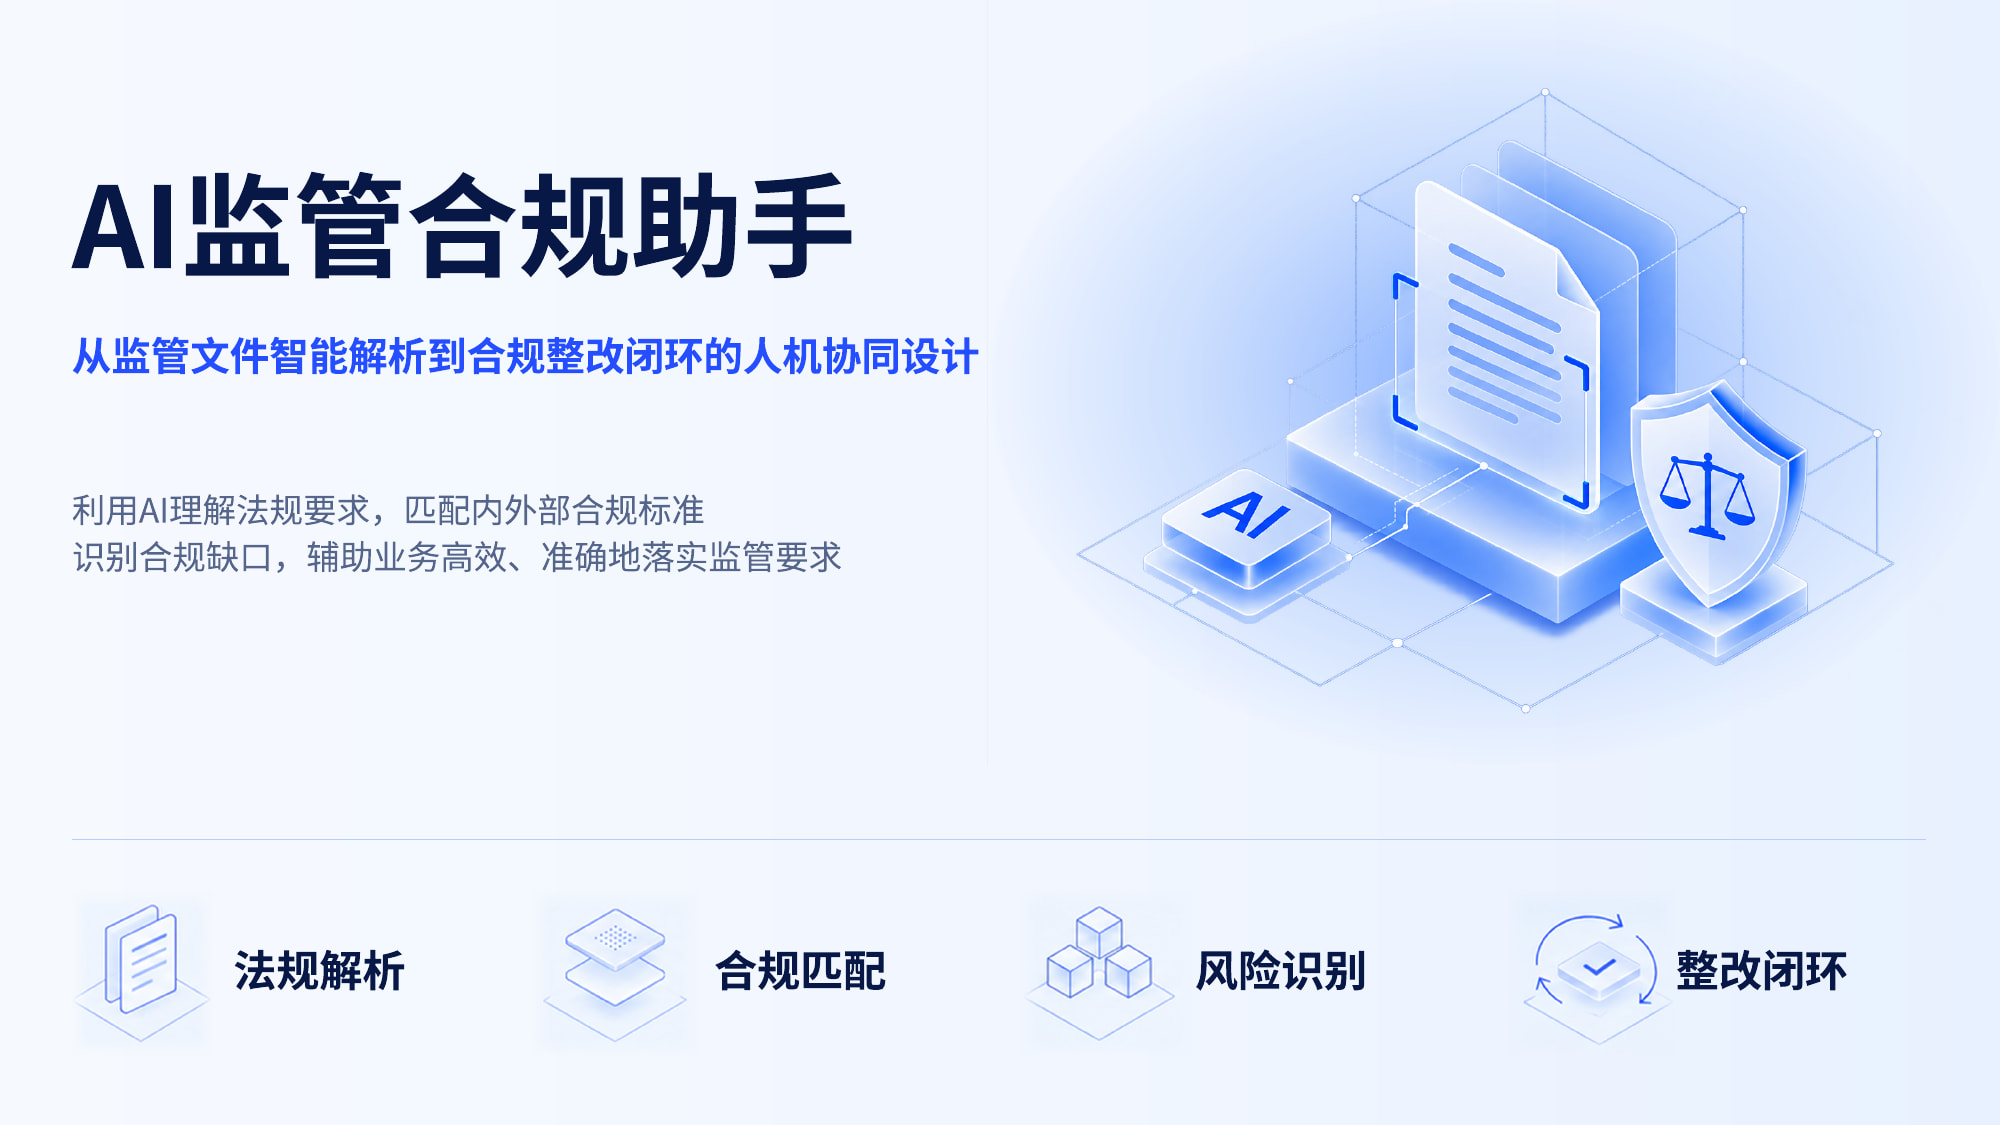 AI监管合规助手
从监管文件智能解析到合规整改闭环的人机协同设计
利用AI理解法规要求，匹配内外部合规标准
识别合规缺口，辅助业务高效、准确地落实监管要求
AI
法规解析
合规匹配
风险识别
整改闭环